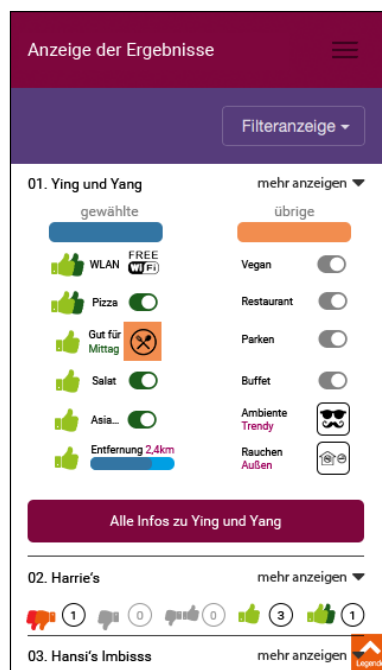 Anzeige der Ergebnisse
Filteranzeige
01. Ying und Yang
mehr anzeigen
gewählte
übrige
WLAN
FREE
WiFi
Vegan
Pizza
Restaurant
Gut für
Mittag
Parken
Salat
Buffet
Asia...
Ambiente
Trendy
Entfernung 2,4km
Rauchen
Außen
Alle Infos zu Ying und Yang
02. Harrie‘s
mehr anzeigen
1
0
0
3
1
03. Hansi‘s Imbisss
mehr anzeigen
Legende